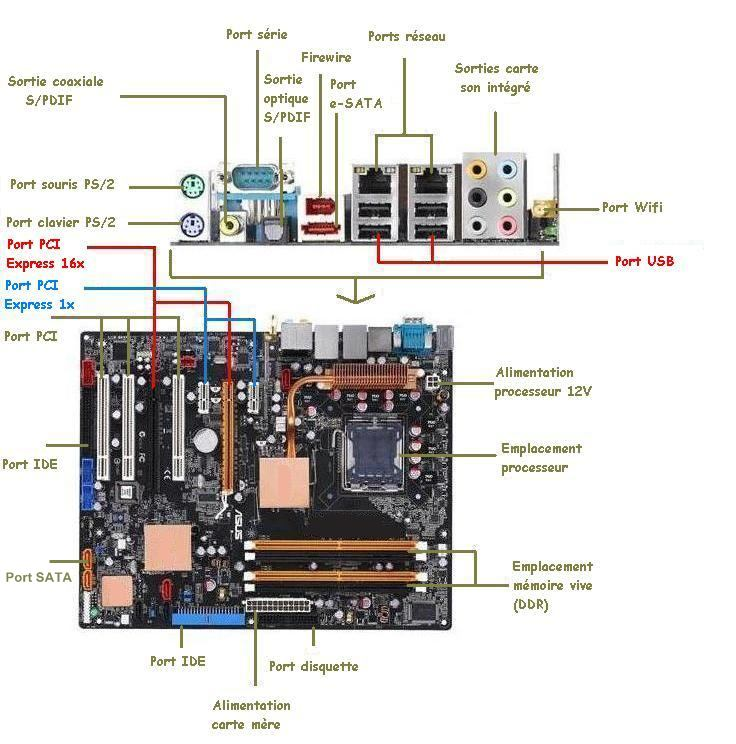 Port série
Ports réseau
Firewire
Sortie coaxiale
S/PDIF
Sortie
optique
S/PDIF
Port
e-SATA
Sorties carte
son intégré
Port souris PS/2
Port clavier PS/2
Port Wifi
Port PCI
Express 16x
Port USB
Port PCI
Express 1x
Port PCI
Alimentation
processeur 12V
Emplacement
processeur
Port IDE
ASUS
Port SATA
Emplacement
mémoire vive
(DDR)
Port IDE
Port disquette
Alimentation
carte mère